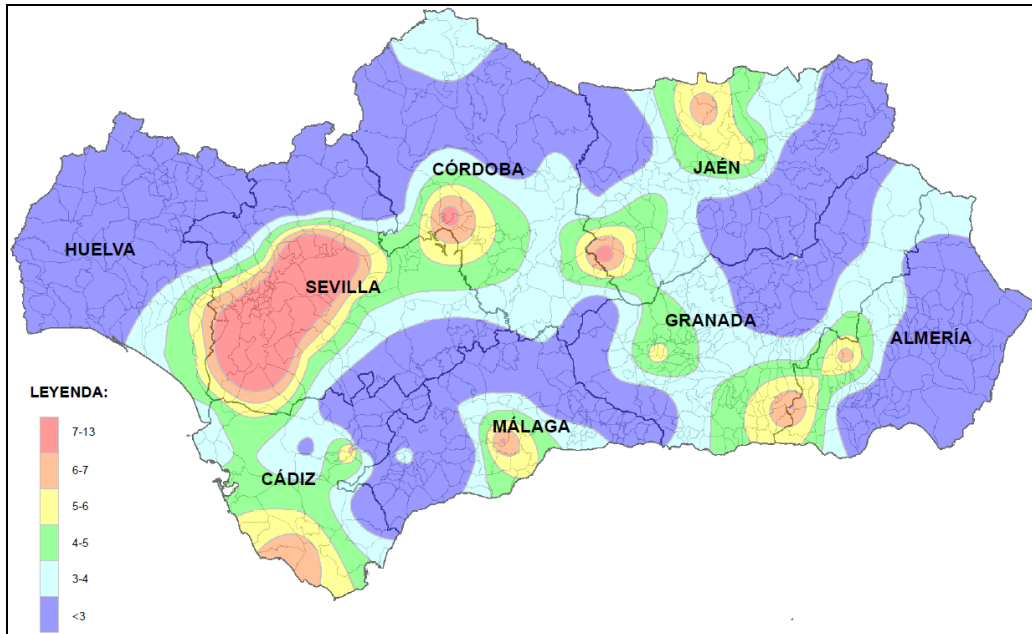 CÓRDOBA
JAÉN
HUELVA
SEVILLA
GRANADA
ALMERÍA
LEYENDA:
MÁLAGA
7-13
6-7
CÁDIZ
5-6
4-5
3-4
<3